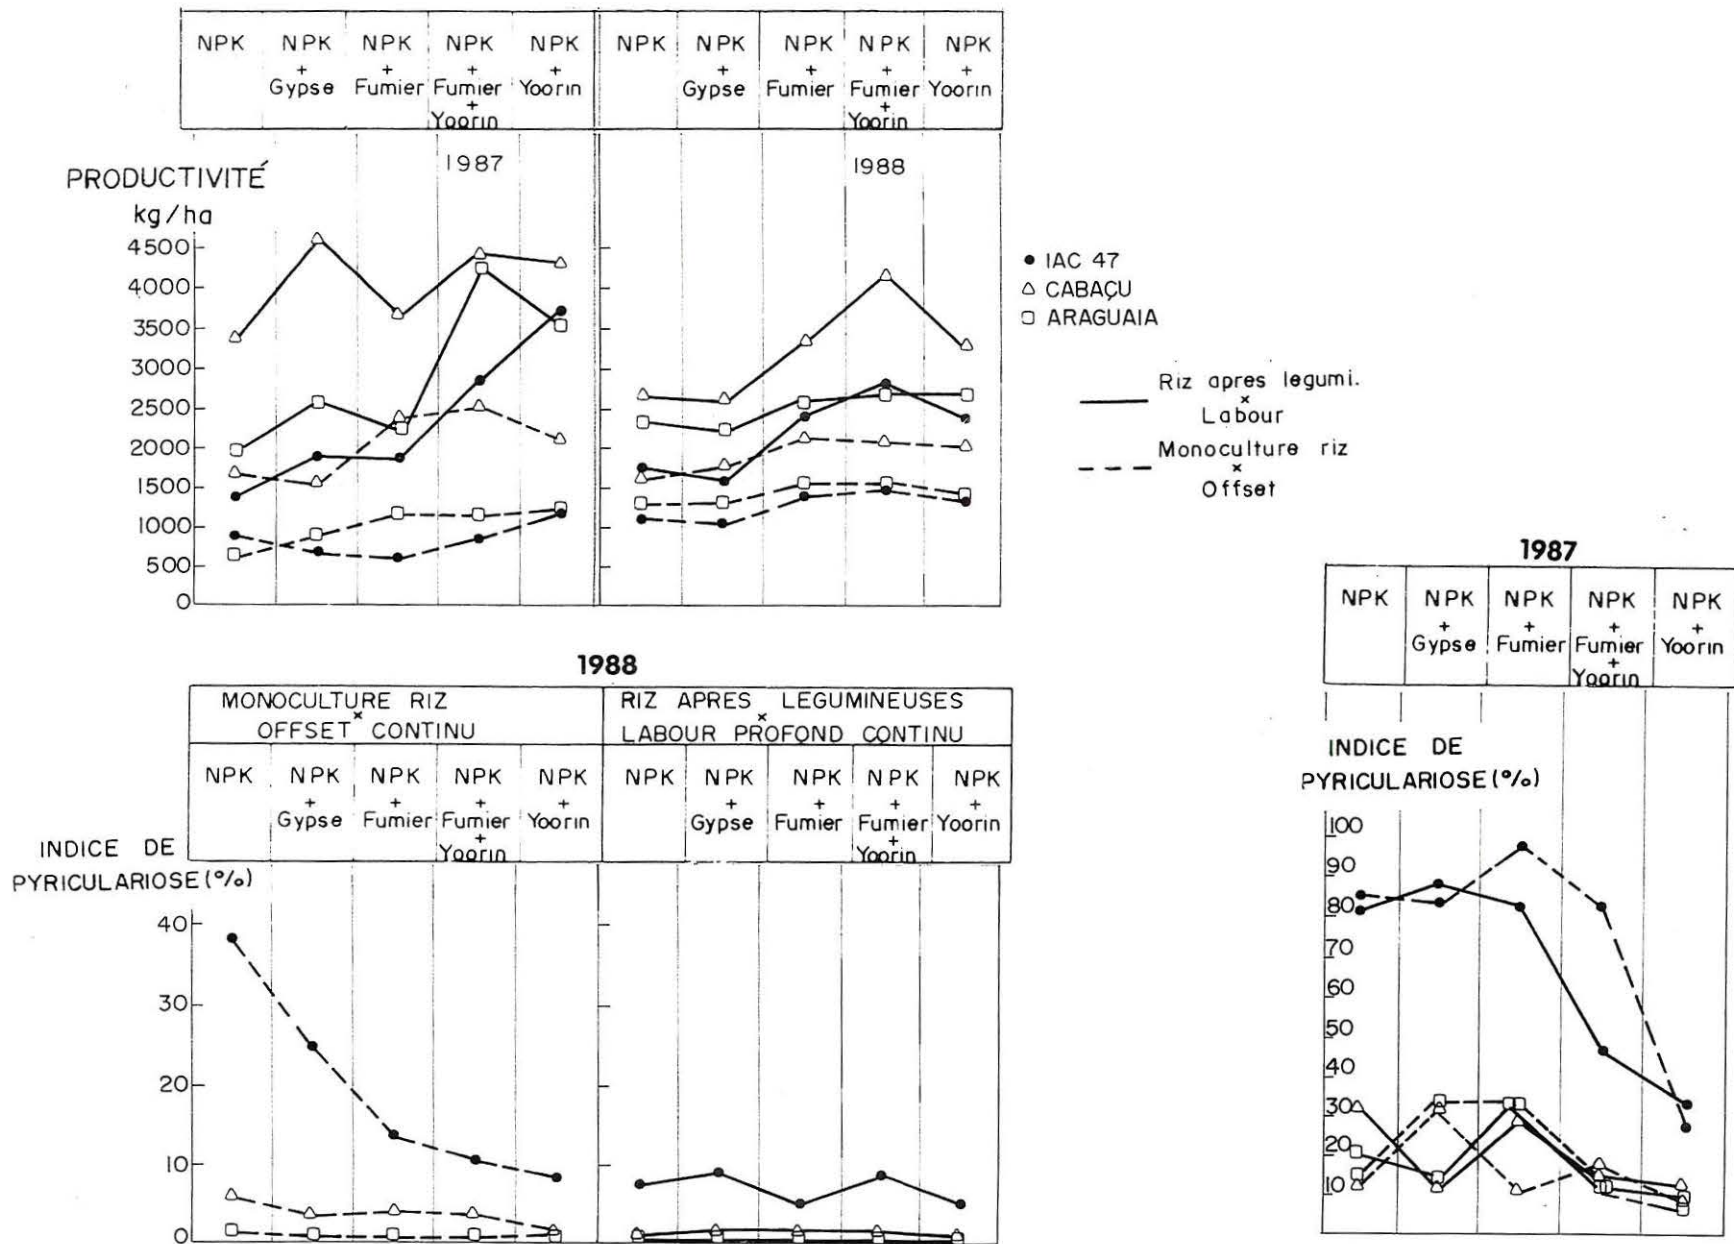 NPK NPK NPK NPK NPK NPK NPK NPK NPK NPK
+ + + + + + + +
Gypse Fumier Fumier Yoorin Gypse Fumier Fumier Yoorin
+ +
Yoorin Yoorin
1987 1988
PRODUCTIVITÉ
kg/ha
4500
4000
3500
3000
2500
2000
1500
1000
500
0
● IAC 47
△ CABAÇU
□ ARAGUAIA
Riz apres legumi.
x
Labour
Monoculture riz
x
Offset
1988
MONOCULTURE RIZ RIZ APRES LEGUMINEUSES
x x
OFFSET CONTINU LABOUR PROFOND CONTINU
NPK NPK NPK NPK NPK NPK NPK NPK NPK NPK
+ + + + + + + +
Gypse Fumier Fumier Yoorin Gypse Fumier Fumier Yoorin
+ +
Yoorin Yoorin
INDICE DE
PYRICULARIOSE (%)
40
30
20
10
0
1987
NPK NPK NPK NPK NPK
+ + + +
Gypse Fumier Fumier Yoorin
+
Yoorin
INDICE DE
PYRICULARIOSE (%)
100
90
80
70
60
50
40
30
20
10